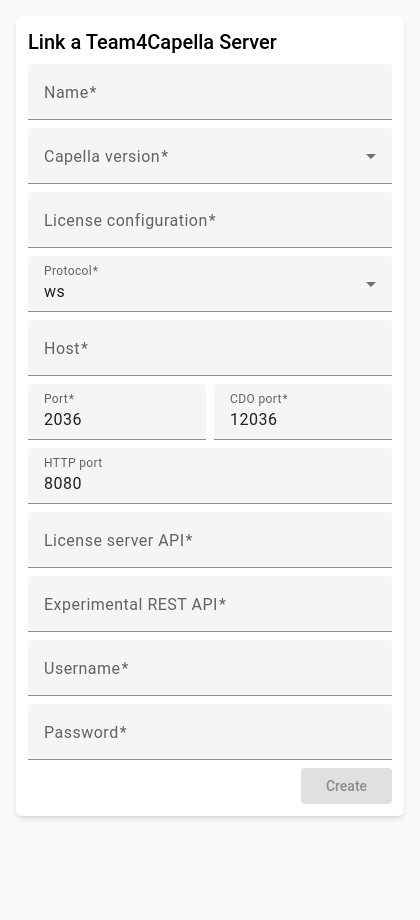 Link a Team4Capella Server
Name*
Capella version*
License configuration*
Protocol*
ws
Host*
Port*
2036
CDO port*
12036
HTTP port
8080
License server API*
Experimental REST API*
Username*
Password*
Create